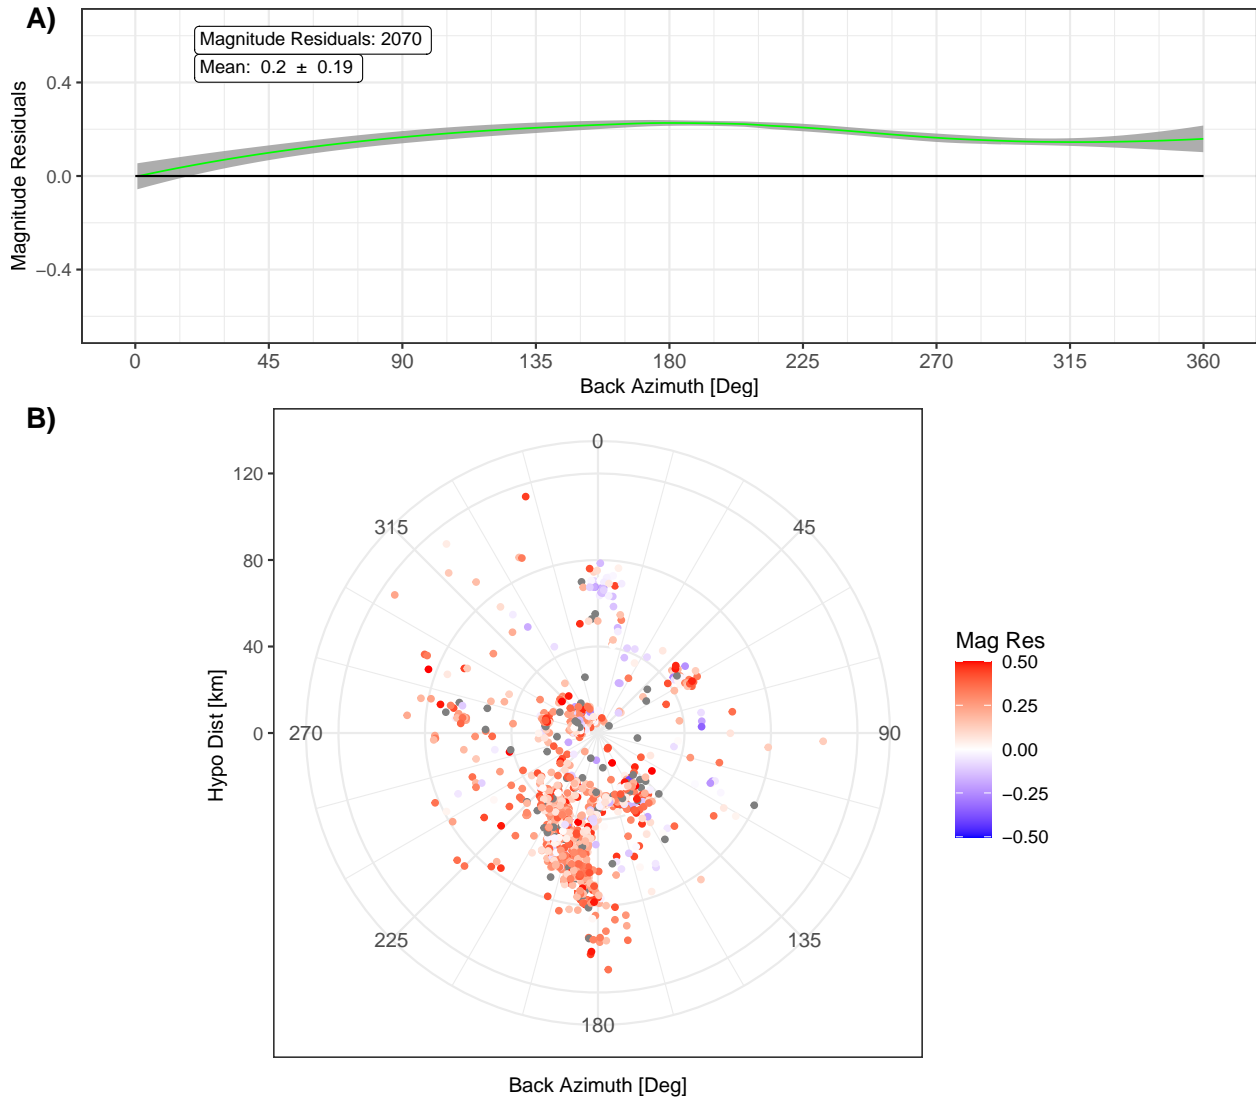 A)
Magnitude Residuals: 2070
Mean:  0.2  ±  0.19
Magnitude Residuals
0.4
0.0
−0.4
0 45 90 135 180 225 270 315 360
Back Azimuth [Deg]
B)
Hypo Dist [km]
120
80
40
0
0
45
90
135
180
225
270
315
Back Azimuth [Deg]
Mag Res
0.50
0.25
0.00
−0.25
−0.50